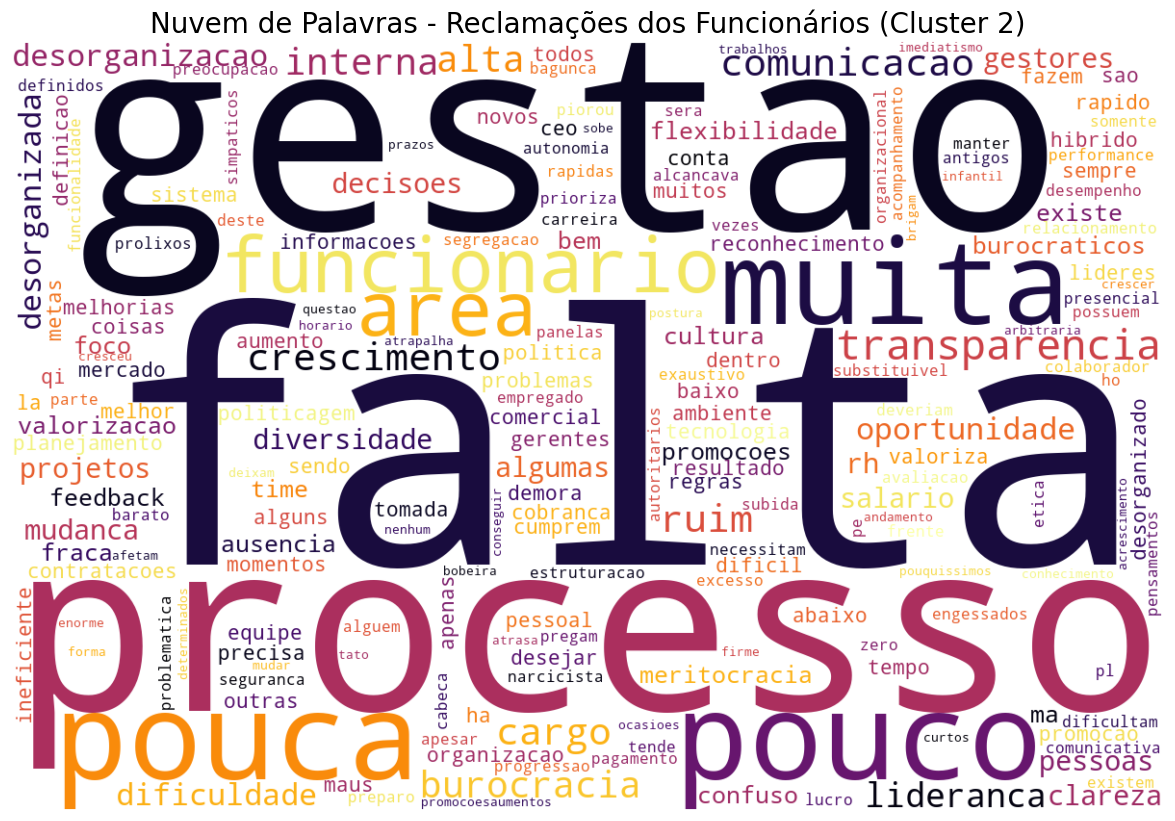 Nuvem de Palavras - Reclamações dos Funcionários (Cluster 2)
desorganizacao
preocupacao
definidos
interna
alta
todos
bagunca
trabalhos
imediatismo
comunicacao
gestores
fazem
sao
gestao
desorganizada
definicao
funcionalidade
simpaticos
sistema
deste
prolixos
prazos
decisoes
novos
piorou
ceo
sobe
autonomia
rapidas
sera
flexibilidade
conta
alcancava
muitos
prioriza
carreira
organizacional
acompanhamento
brigam
manter
antigos
infantil
rapido
somente
hibrido
performance
sempre
desempenho
existe
relacionamento
burocraticos
informacoes
segregacao
bem
vezes
reconhecimento
funcionario
muita
lideres
crescer
presencial
possuem
metas
melhorias
coisas
foco
cresceu
mercado
questao
horario
area
atrapalha
aumento
crescimento
panelas
postura
politica
cultura
dentro
arbitraria
transparencia
substituivel
colaborador
ho
qi
la
parte
melhor
valorizacao
planejamento
politicagem
diversidade
problemas
empregado
comercial
gerentes
exaustivo
baixo
ambiente
tecnologia
deveriam
oportunidade
falta
projetos
deixam
sendo
feedback
barato
time
alguns
tomada
nenhum
conseguir
algumas
demora
cobranca
cumprem
autoritarios
promocoes
resultado
regras
subida
rh
valoriza
avaliacao
salario
etica
acrescimento
desorganizado
pensamentos
mudanca
fraca
afetam
contratacoes
ausencia
momentos
ruim
pe
andamento
frente
necessitam
dificil
excesso
bobeira
estruturacao
pouquissimos
conhecimento
processo
ineficiente
enorme
forma
problematica
determinados
equipe
precisa
mudar
seguranca
outras
alguem
tato
apenas
pessoal
atrasa
pregam
desejar
narcicista
firme
abaixo
zero
tempo
engessados
meritocracia
pl
pouca
cabeca
ha
apesar
cargo
ocasioes
organizacao
tende
progressao
pagamento
pouco
curtos
ma
dificultam
promocao
comunicativa
pessoas
existem
dificuldade
maus
preparo
burocracia
promocoesaumentos
confuso
lucro
lideranca
clareza